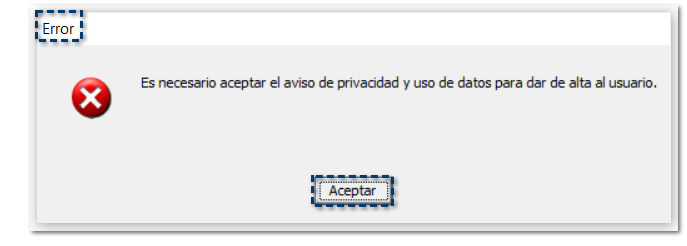 Error
Es necesario aceptar el aviso de privacidad y uso de datos para dar de alta al usuario.
Aceptar